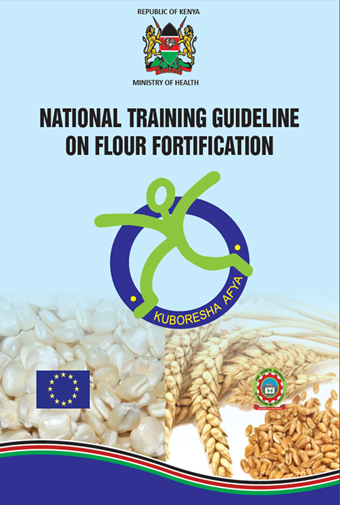 REPUBLIC OF KENYA
MINISTRY OF HEALTH
NATIONAL TRAINING GUIDELINE
ON FLOUR FORTIFICATION
KUBORESHA AFYA